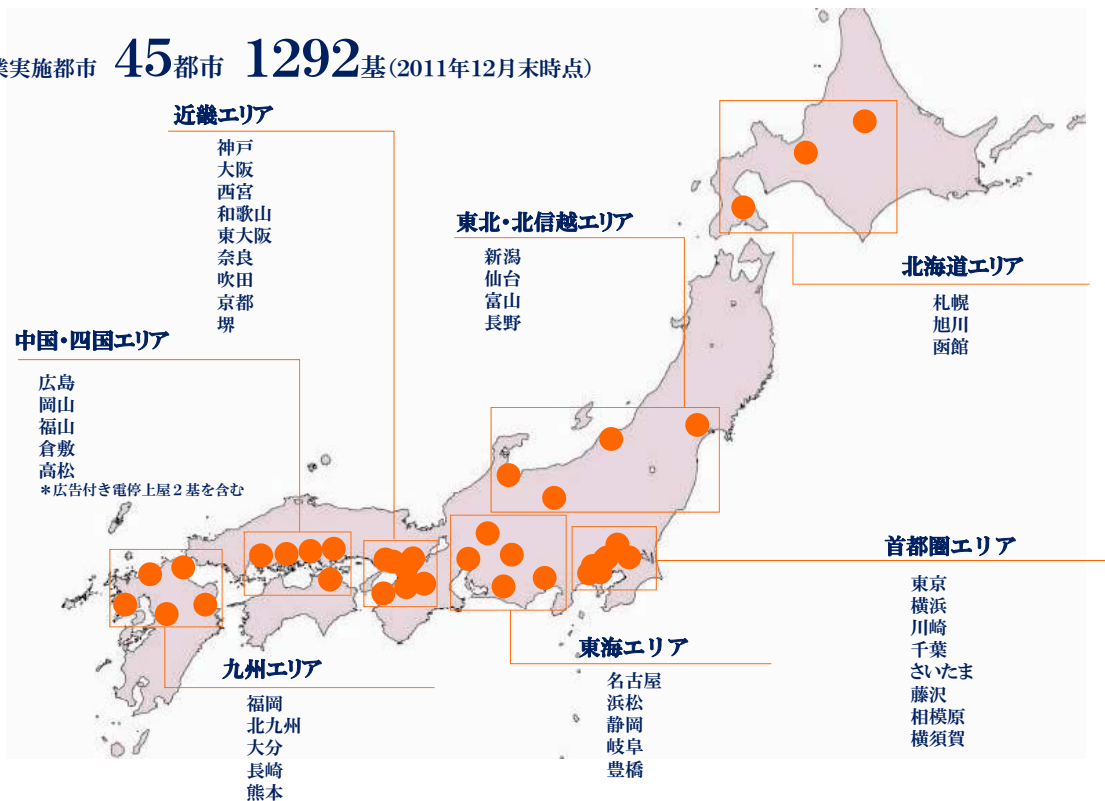 業実施都市 45都市 1292基(2011年12月末時点)
近畿エリア
神戸
大阪
西宮
和歌山
東大阪
奈良
吹田
京都
堺
東北・北信越エリア
新潟
仙台
富山
長野
北海道エリア
札幌
旭川
函館
中国・四国エリア
広島
岡山
福山
倉敷
高松
＊広告付き電停上屋２基を含む
首都圏エリア
東京
横浜
川崎
千葉
さいたま
藤沢
相模原
横須賀
東海エリア
名古屋
浜松
静岡
岐阜
豊橋
九州エリア
福岡
北九州
大分
長崎
熊本